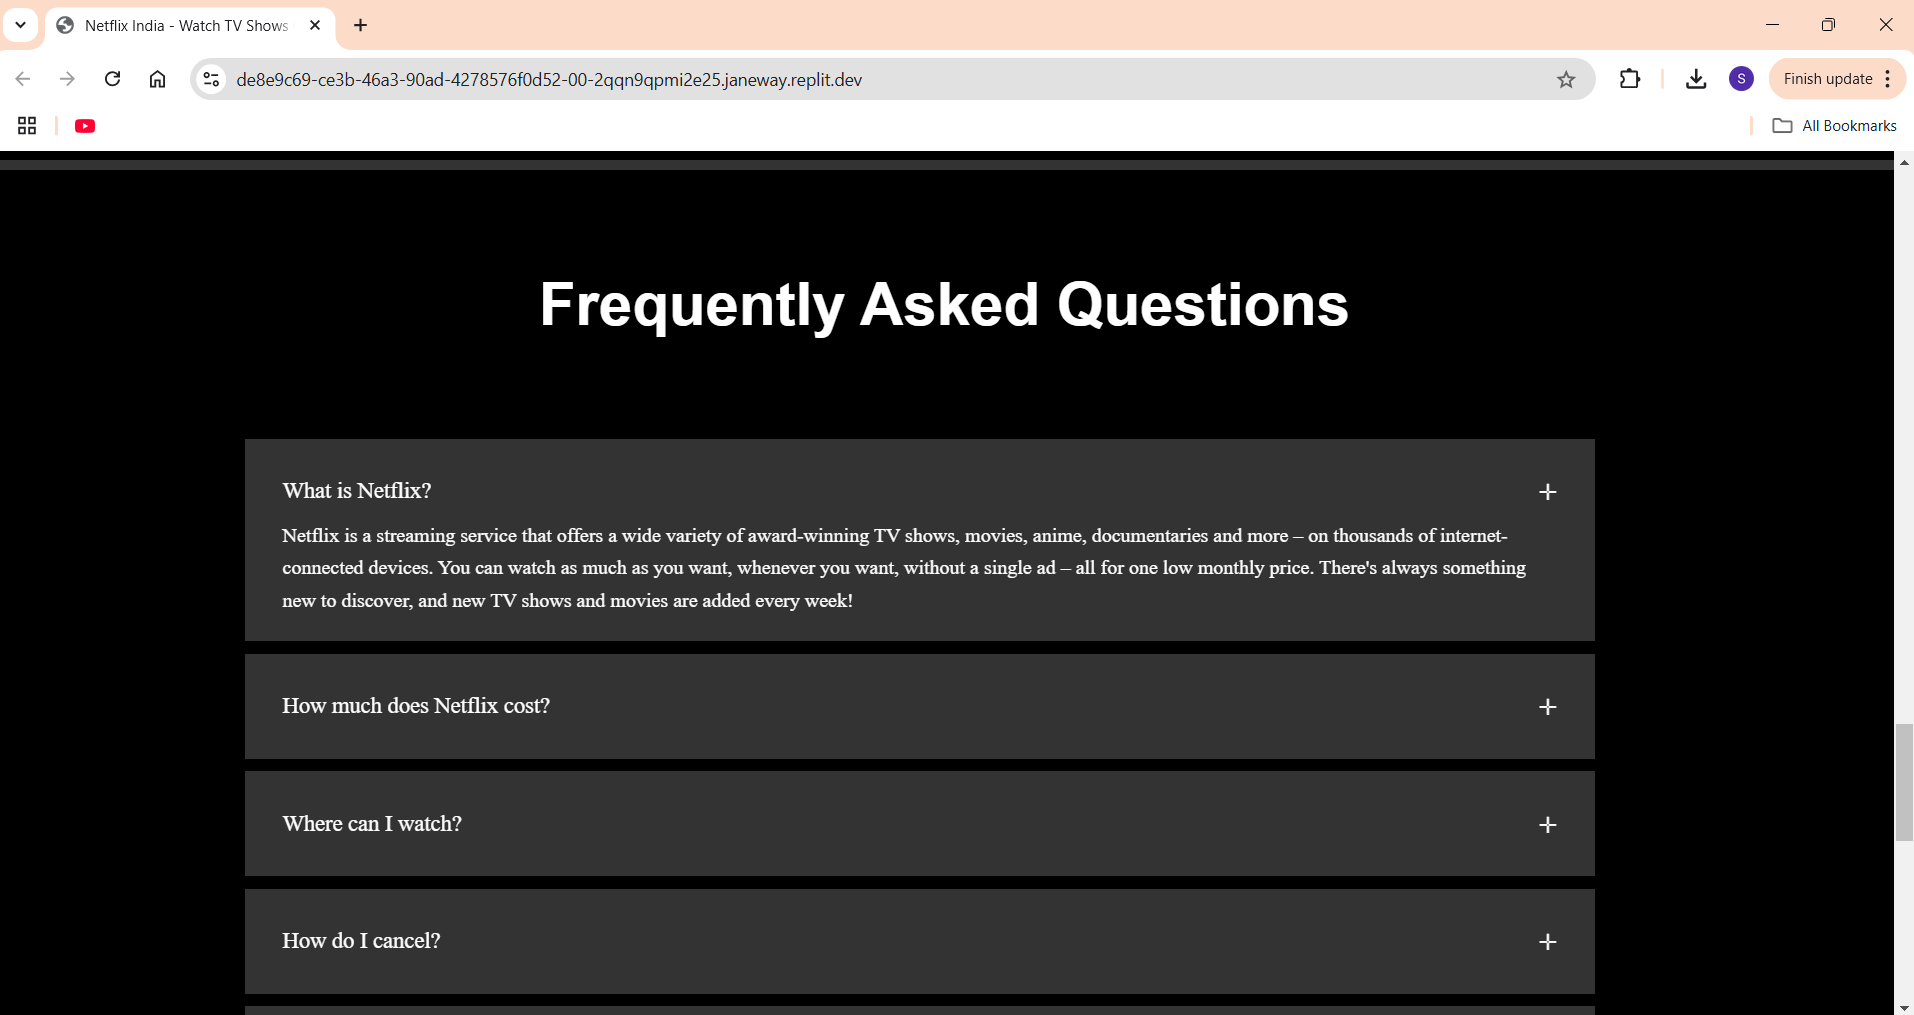 Netflix India - Watch TV Shows
de8e9c69-ce3b-46a3-90ad-4278576f0d52-00-2qqn9qpmi2e25.janeway.replit.dev
S
Finish update
All Bookmarks
Frequently Asked Questions
What is Netflix?
Netflix is a streaming service that offers a wide variety of award-winning TV shows, movies, anime, documentaries and more – on thousands of internet-
connected devices. You can watch as much as you want, whenever you want, without a single ad – all for one low monthly price. There's always something
new to discover, and new TV shows and movies are added every week!
How much does Netflix cost?
Where can I watch?
How do I cancel?